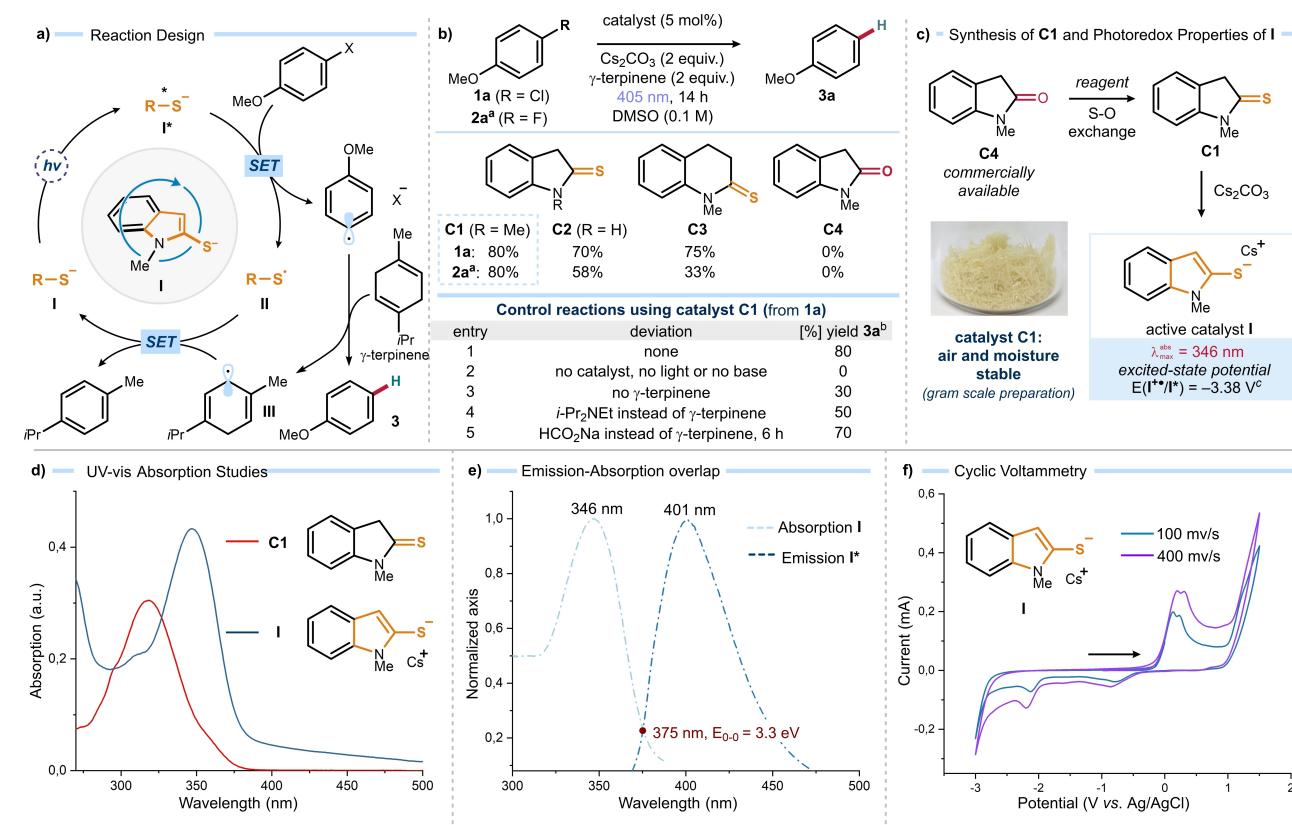 a) Reaction Design
X
MeO
*
R–S⁻
I*
hν
SET
OMe
X⁻
N
Me
S⁻
I
R–S⁻
I
R–S•
II
Me
iPr
γ-terpinene
SET
Me
iPr
Me
iPr
III
H
MeO
3
b)
R
MeO
1a (R = Cl)
2aᵃ (R = F)
catalyst (5 mol%)
Cs₂CO₃ (2 equiv.)
γ-terpinene (2 equiv.)
405 nm, 14 h
DMSO (0.1 M)
H
MeO
3a
N
R
S
N
Me
S
N
Me
O
C1 (R = Me) C2 (R = H) C3 C4
1a: 80% 70% 75% 0%
2aᵃ: 80% 58% 33% 0%
Control reactions using catalyst C1 (from 1a)
entry deviation [%] yield 3aᵇ
1 none 80
2 no catalyst, no light or no base 0
3 no γ-terpinene 30
4 i-Pr₂NEt instead of γ-terpinene 50
5 HCO₂Na instead of γ-terpinene, 6 h 70
c) Synthesis of C1 and Photoredox Properties of I
O
N
Me
C4
commercially
available
reagent
S-O
exchange
S
N
Me
C1
Cs₂CO₃
catalyst C1:
air and moisture
stable
(gram scale preparation)
Cs⁺
S⁻
N
Me
active catalyst I
λ abs max = 346 nm
excited-state potential
E(I⁺•/I*) = –3.38 Vᶜ
d) UV-vis Absorption Studies
Absorption (a.u.)
0,4
0,2
0,0
300 350 400 450 500
Wavelength (nm)
C1
S
N
Me
I
S⁻
N
Me
Cs⁺
e) Emission-Absorption overlap
Normalized axis
1,0
0,8
0,6
0,4
0,2
300 350 400 450 500
Wavelength (nm)
346 nm 401 nm
Absorption I
Emission I*
375 nm, E₀₋₀ = 3.3 eV
f) Cyclic Voltammetry
Current (mA)
0,6
0,4
0,2
0,0
-0,2
-3 -2 -1 0 1 2
Potential (V vs. Ag/AgCl)
S⁻
N
Me
Cs⁺
I
100 mv/s
400 mv/s